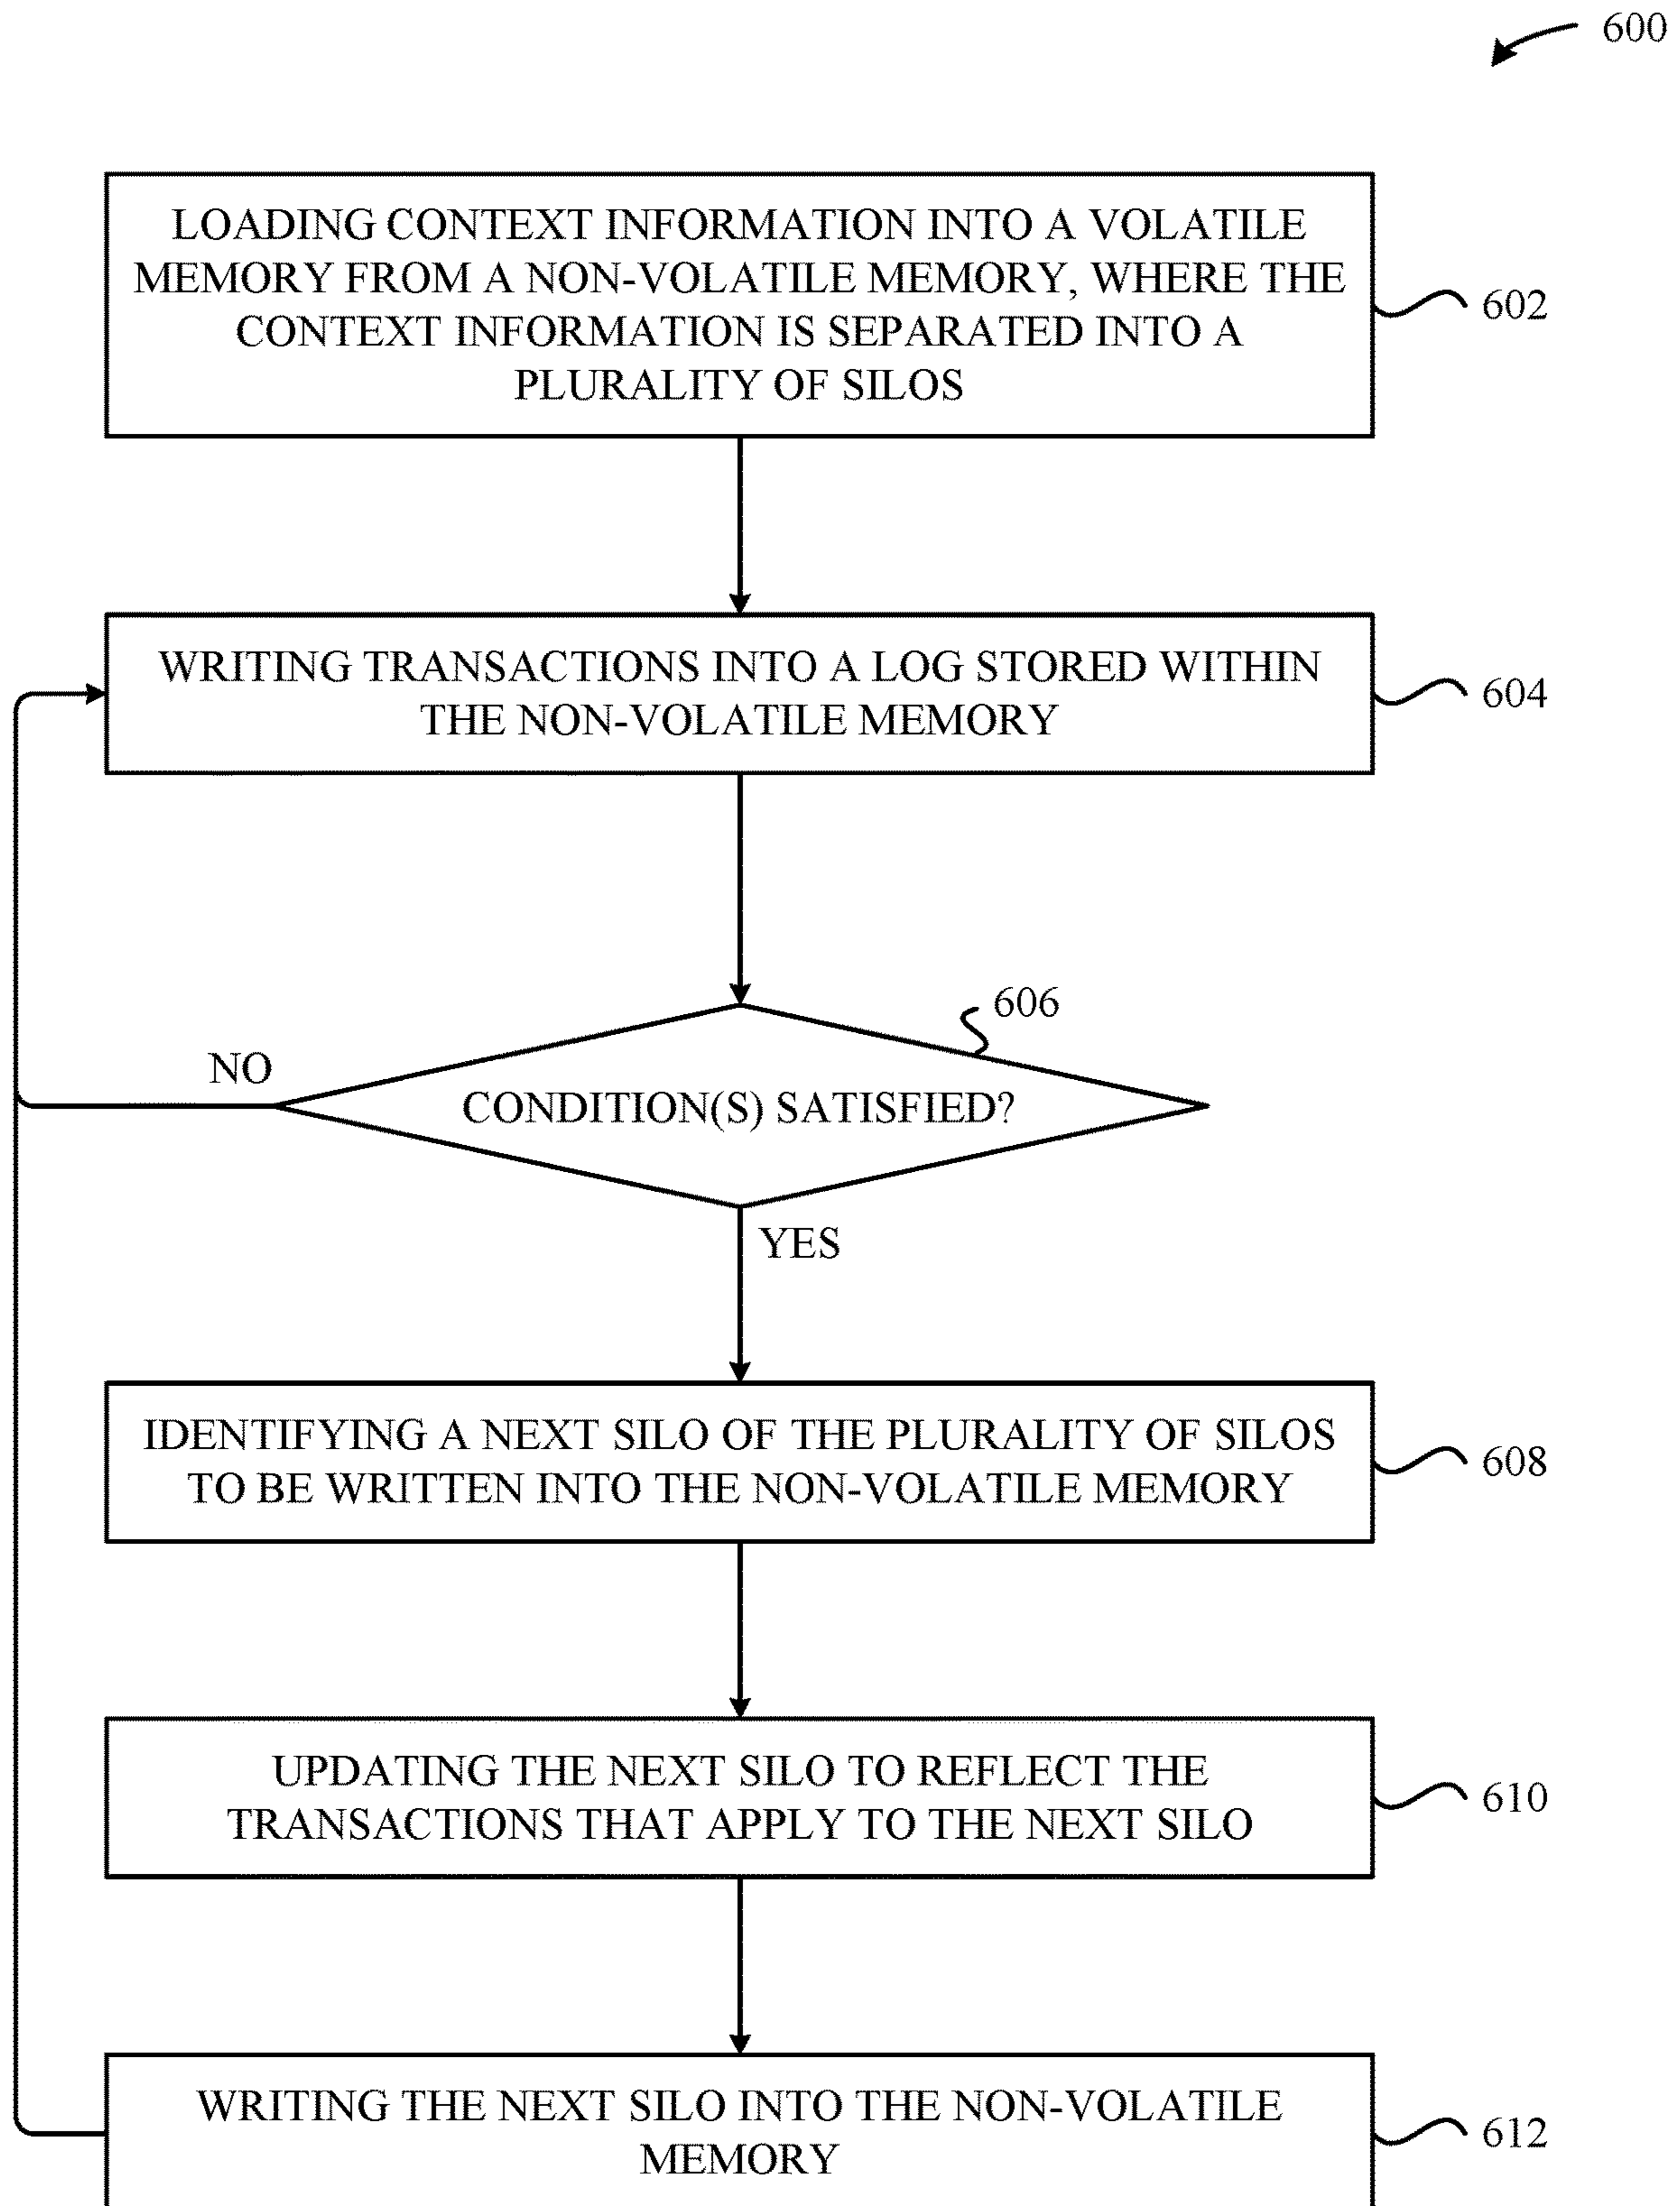 600
LOADING CONTEXT INFORMATION INTO A VOLATILE
MEMORY FROM A NON-VOLATILE MEMORY, WHERE THE
CONTEXT INFORMATION IS SEPARATED INTO A
PLURALITY OF SILOS
602
WRITING TRANSACTIONS INTO A LOG STORED WITHIN
THE NON-VOLATILE MEMORY
604
606
NO
CONDITION(S) SATISFIED?
YES
IDENTIFYING A NEXT SILO OF THE PLURALITY OF SILOS
TO BE WRITTEN INTO THE NON-VOLATILE MEMORY
608
UPDATING THE NEXT SILO TO REFLECT THE
TRANSACTIONS THAT APPLY TO THE NEXT SILO
610
WRITING THE NEXT SILO INTO THE NON-VOLATILE
MEMORY
612